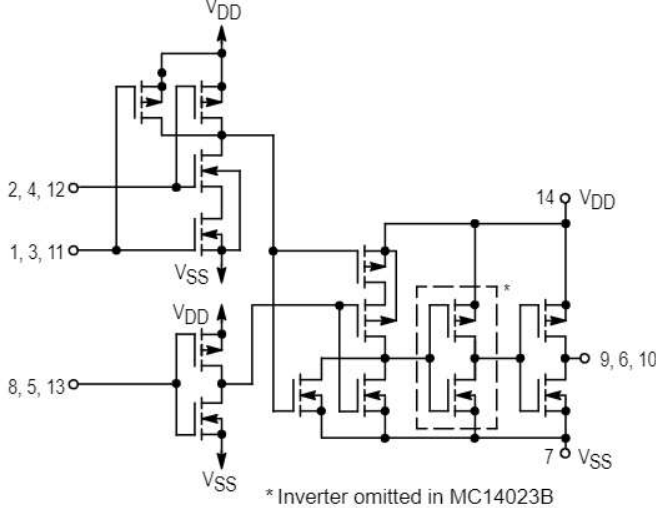 VDD
2, 4, 12
1, 3, 11
VSS
VDD
8, 5, 13
VSS
14 VDD
*
9, 6, 10
7 VSS
* Inverter omitted in MC14023B